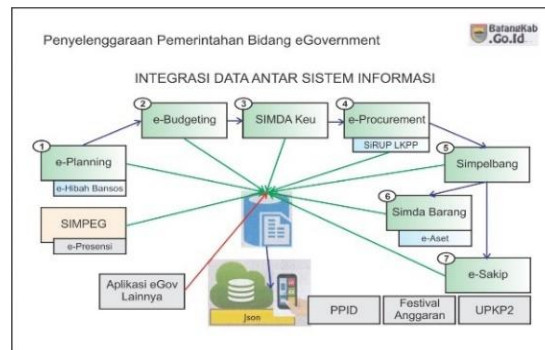 Penyelenggaraan Pemerintahan Bidang eGovernment
BatangKab
.Go.Id
INTEGRASI DATA ANTAR SISTEM INFORMASI
2
e-Budgeting
3
SIMDA Keu
4
e-Procurement
SiRUP LKPP
1
e-Planning
e-Hibah Bansos
5
Simpelbang
SIMPEG
e-Presensi
6
Simda Barang
e-Aset
7
e-Sakip
Aplikasi eGov
Lainnya
Json
PPID
Festival
Anggaran
UPKP2